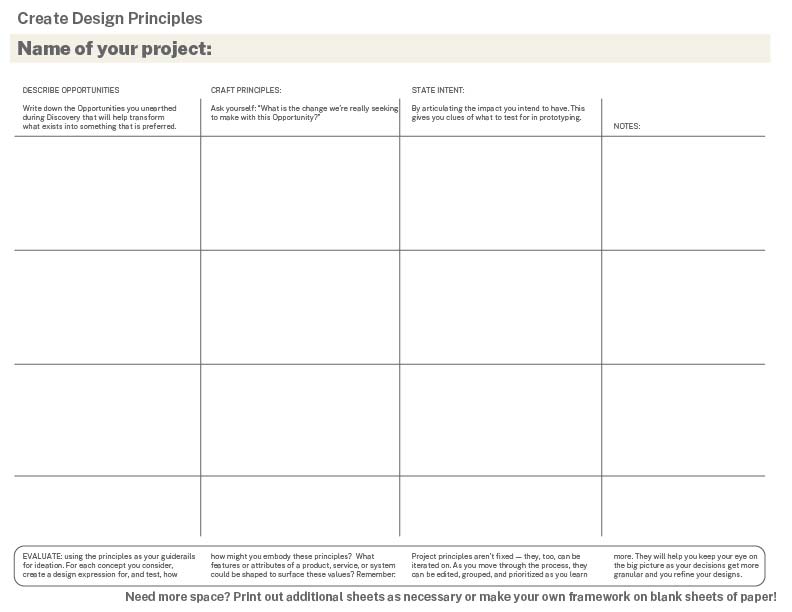 Create Design Principles
Name of your project:
DESCRIBE OPPORTUNITIES
Write down the Opportunities you unearthed
during Discovery that will help transform
what exists into something that is preferred.
CRAFT PRINCIPLES:
Ask yourself: "What is the change we're really seeking
to make with this Opportunity?"
STATE INTENT:
By articulating the impact you intend to have. This
gives you clues of what to test for in prototyping.
NOTES:
EVALUATE: using the principles as your guiderails
for ideation. For each concept you consider,
create a design expression for, and test, how
how might you embody these principles? What
features or attributes of a product, service, or system
could be shaped to surface these values? Remember:
Project principles aren't fixed — they, too, can be
iterated on. As you move through the process, they
can be edited, grouped, and prioritized as you learn
more. They will help you keep your eye on
the big picture as your decisions get more
granular and you refine your designs.
Need more space? Print out additional sheets as necessary or make your own framework on blank sheets of paper!